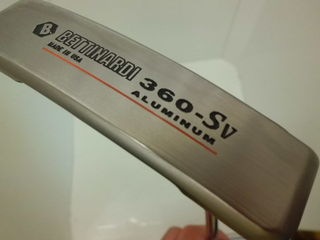 B
BETTINARDI
MADE IN USA
360-SV
ALUMINUM